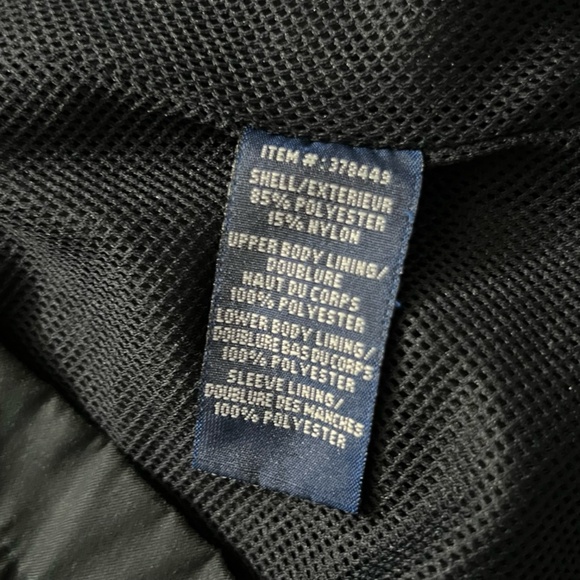 ITEM #: 378449
SHELL/EXTERIEUR
85% POLYESTER
15% NYLON
UPPER BODY LINING/
DOUBLURE
HAUT DU CORPS
100% POLYESTER
LOWER BODY LINING/
DOUBLURE BAS DU CORPS
100% POLYESTER
SLEEVE LINING/
DOUBLURE DES MANCHES
100% POLYESTER